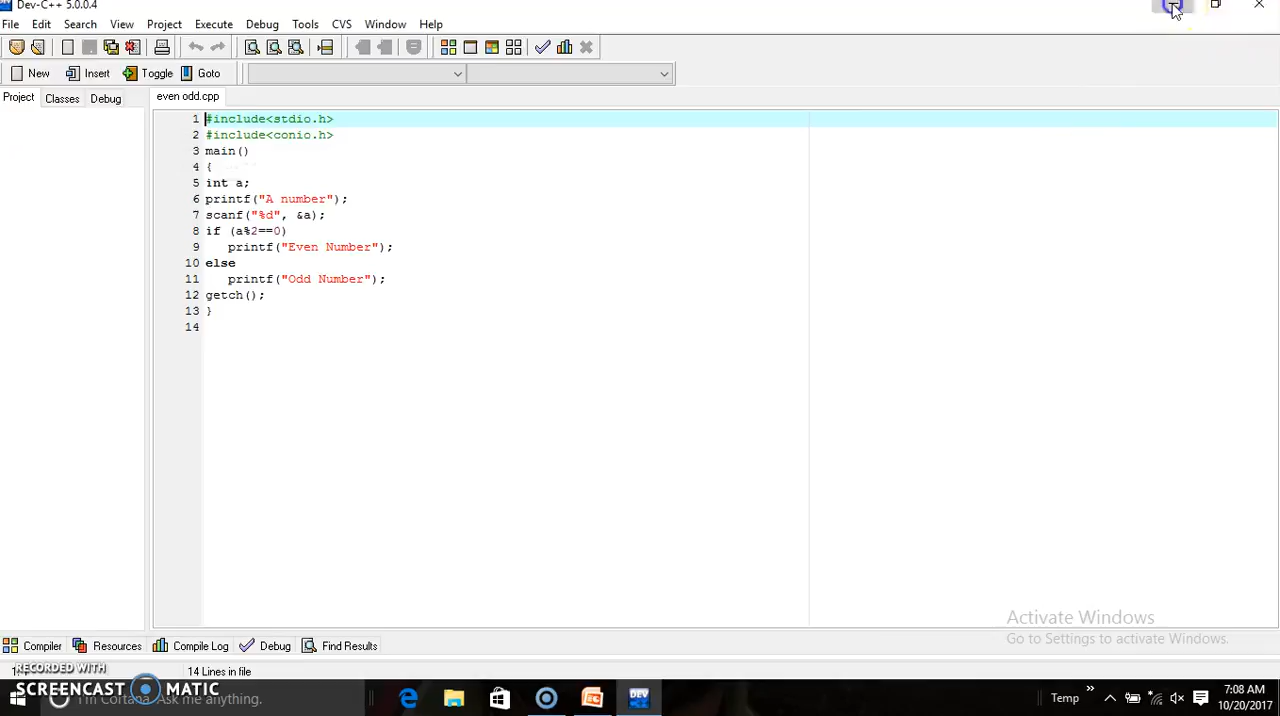 Dev-C++ 5.0.0.4
File Edit Search View Project Execute Debug Tools CVS Window Help
New Insert Toggle Goto
Project Classes Debug even odd.cpp
1 #include<stdio.h>
2 #include<conio.h>
3 main()
4 {
5 int a;
6 printf("A number");
7 scanf("%d", &a);
8 if (a%2==0)
9 printf("Even Number");
10 else
11 printf("Odd Number");
12 getch();
13 }
14
Activate Windows
Go to Settings to activate Windows.
Compiler Resources Compile Log Debug Find Results
14 Lines in file
RECORDED WITH
SCREENCAST MATIC
I'm Cortana. Ask me anything.
DEV
Temp
7:08 AM
10/20/2017